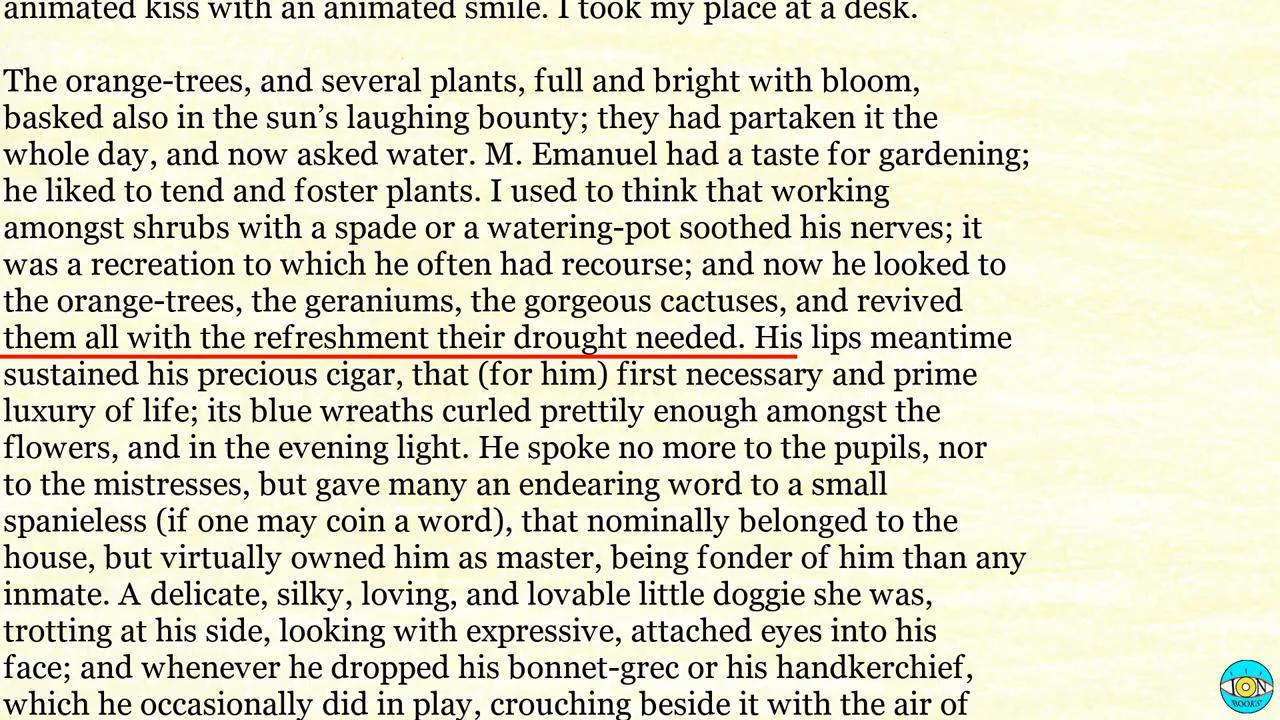 animated kiss with an animated smile. I took my place at a desk.
The orange-trees, and several plants, full and bright with bloom,
basked also in the sun’s laughing bounty; they had partaken it the
whole day, and now asked water. M. Emanuel had a taste for gardening;
he liked to tend and foster plants. I used to think that working
amongst shrubs with a spade or a watering-pot soothed his nerves; it
was a recreation to which he often had recourse; and now he looked to
the orange-trees, the geraniums, the gorgeous cactuses, and revived
them all with the refreshment their drought needed. His lips meantime
sustained his precious cigar, that (for him) first necessary and prime
luxury of life; its blue wreaths curled prettily enough amongst the
flowers, and in the evening light. He spoke no more to the pupils, nor
to the mistresses, but gave many an endearing word to a small
spanieless (if one may coin a word), that nominally belonged to the
house, but virtually owned him as master, being fonder of him than any
inmate. A delicate, silky, loving, and lovable little doggie she was,
trotting at his side, looking with expressive, attached eyes into his
face; and whenever he dropped his bonnet-grec or his handkerchief,
which he occasionally did in play, crouching beside it with the air of
ION
BOOKS